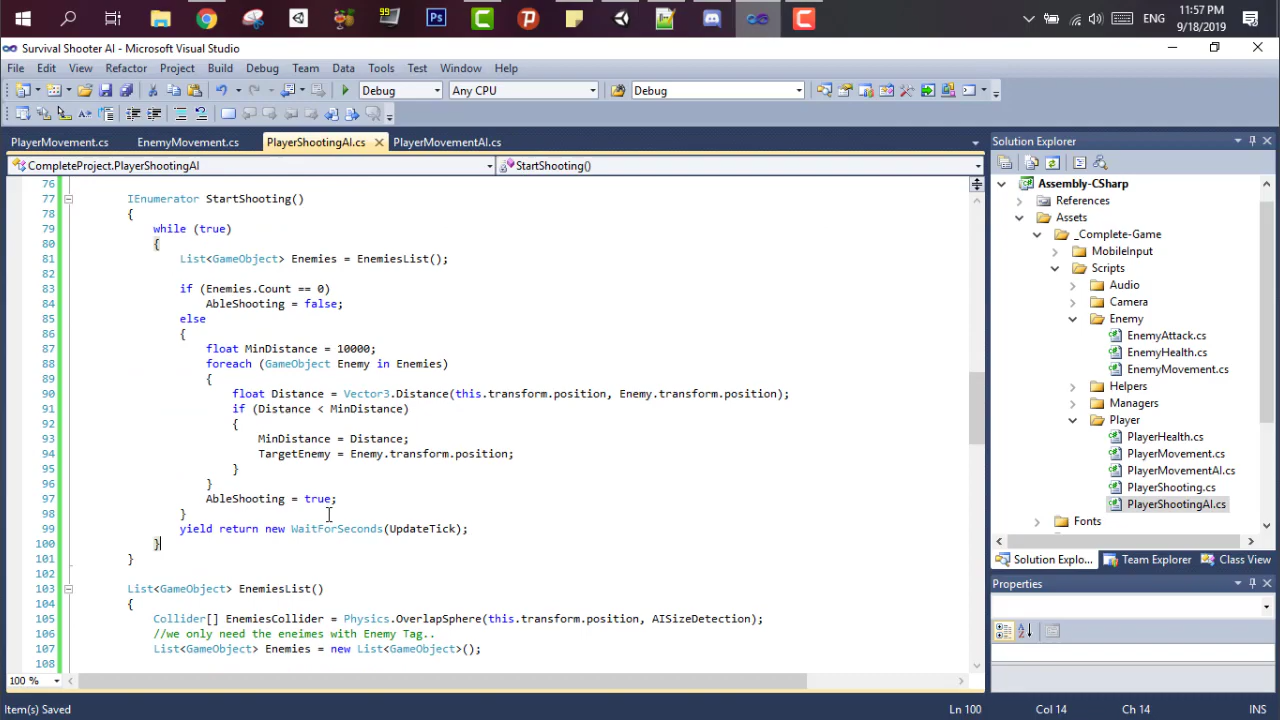 11:57 PM
ENG
9/18/2019
99
Ps
Survival Shooter AI - Microsoft Visual Studio
File Edit View Refactor Project Build Debug Team Data Tools Test Window Help
Debug Any CPU Debug
PlayerMovement.cs EnemyMovement.cs PlayerShootingAI.cs PlayerMovementAI.cs
CompleteProject.PlayerShootingAI StartShooting()
76
77 IEnumerator StartShooting()
78 {
79 while (true)
80 {
81 List<GameObject> Enemies = EnemiesList();
82
83 if (Enemies.Count == 0)
84 AbleShooting = false;
85 else
86 {
87 float MinDistance = 10000;
88 foreach (GameObject Enemy in Enemies)
89 {
90 float Distance = Vector3.Distance(this.transform.position, Enemy.transform.position);
91 if (Distance < MinDistance)
92 {
93 MinDistance = Distance;
94 TargetEnemy = Enemy.transform.position;
95 }
96 }
97 AbleShooting = true;
98 }
99 yield return new WaitForSeconds(UpdateTick);
100 }
101 }
102
103 List<GameObject> EnemiesList()
104 {
105 Collider[] EnemiesCollider = Physics.OverlapSphere(this.transform.position, AISizeDetection);
106 //we only need the eneimes with Enemy Tag..
107 List<GameObject> Enemies = new List<GameObject>();
108
100 %
Solution Explorer
Assembly-CSharp
References
Assets
_Complete-Game
MobileInput
Scripts
Audio
Camera
Enemy
EnemyAttack.cs
EnemyHealth.cs
EnemyMovement.cs
Helpers
Managers
Player
PlayerHealth.cs
PlayerMovement.cs
PlayerMovementAI.cs
PlayerShooting.cs
PlayerShootingAI.cs
Fonts
Solution Explo... Team Explorer Class View
Properties
Item(s) Saved Ln 100 Col 14 Ch 14 INS